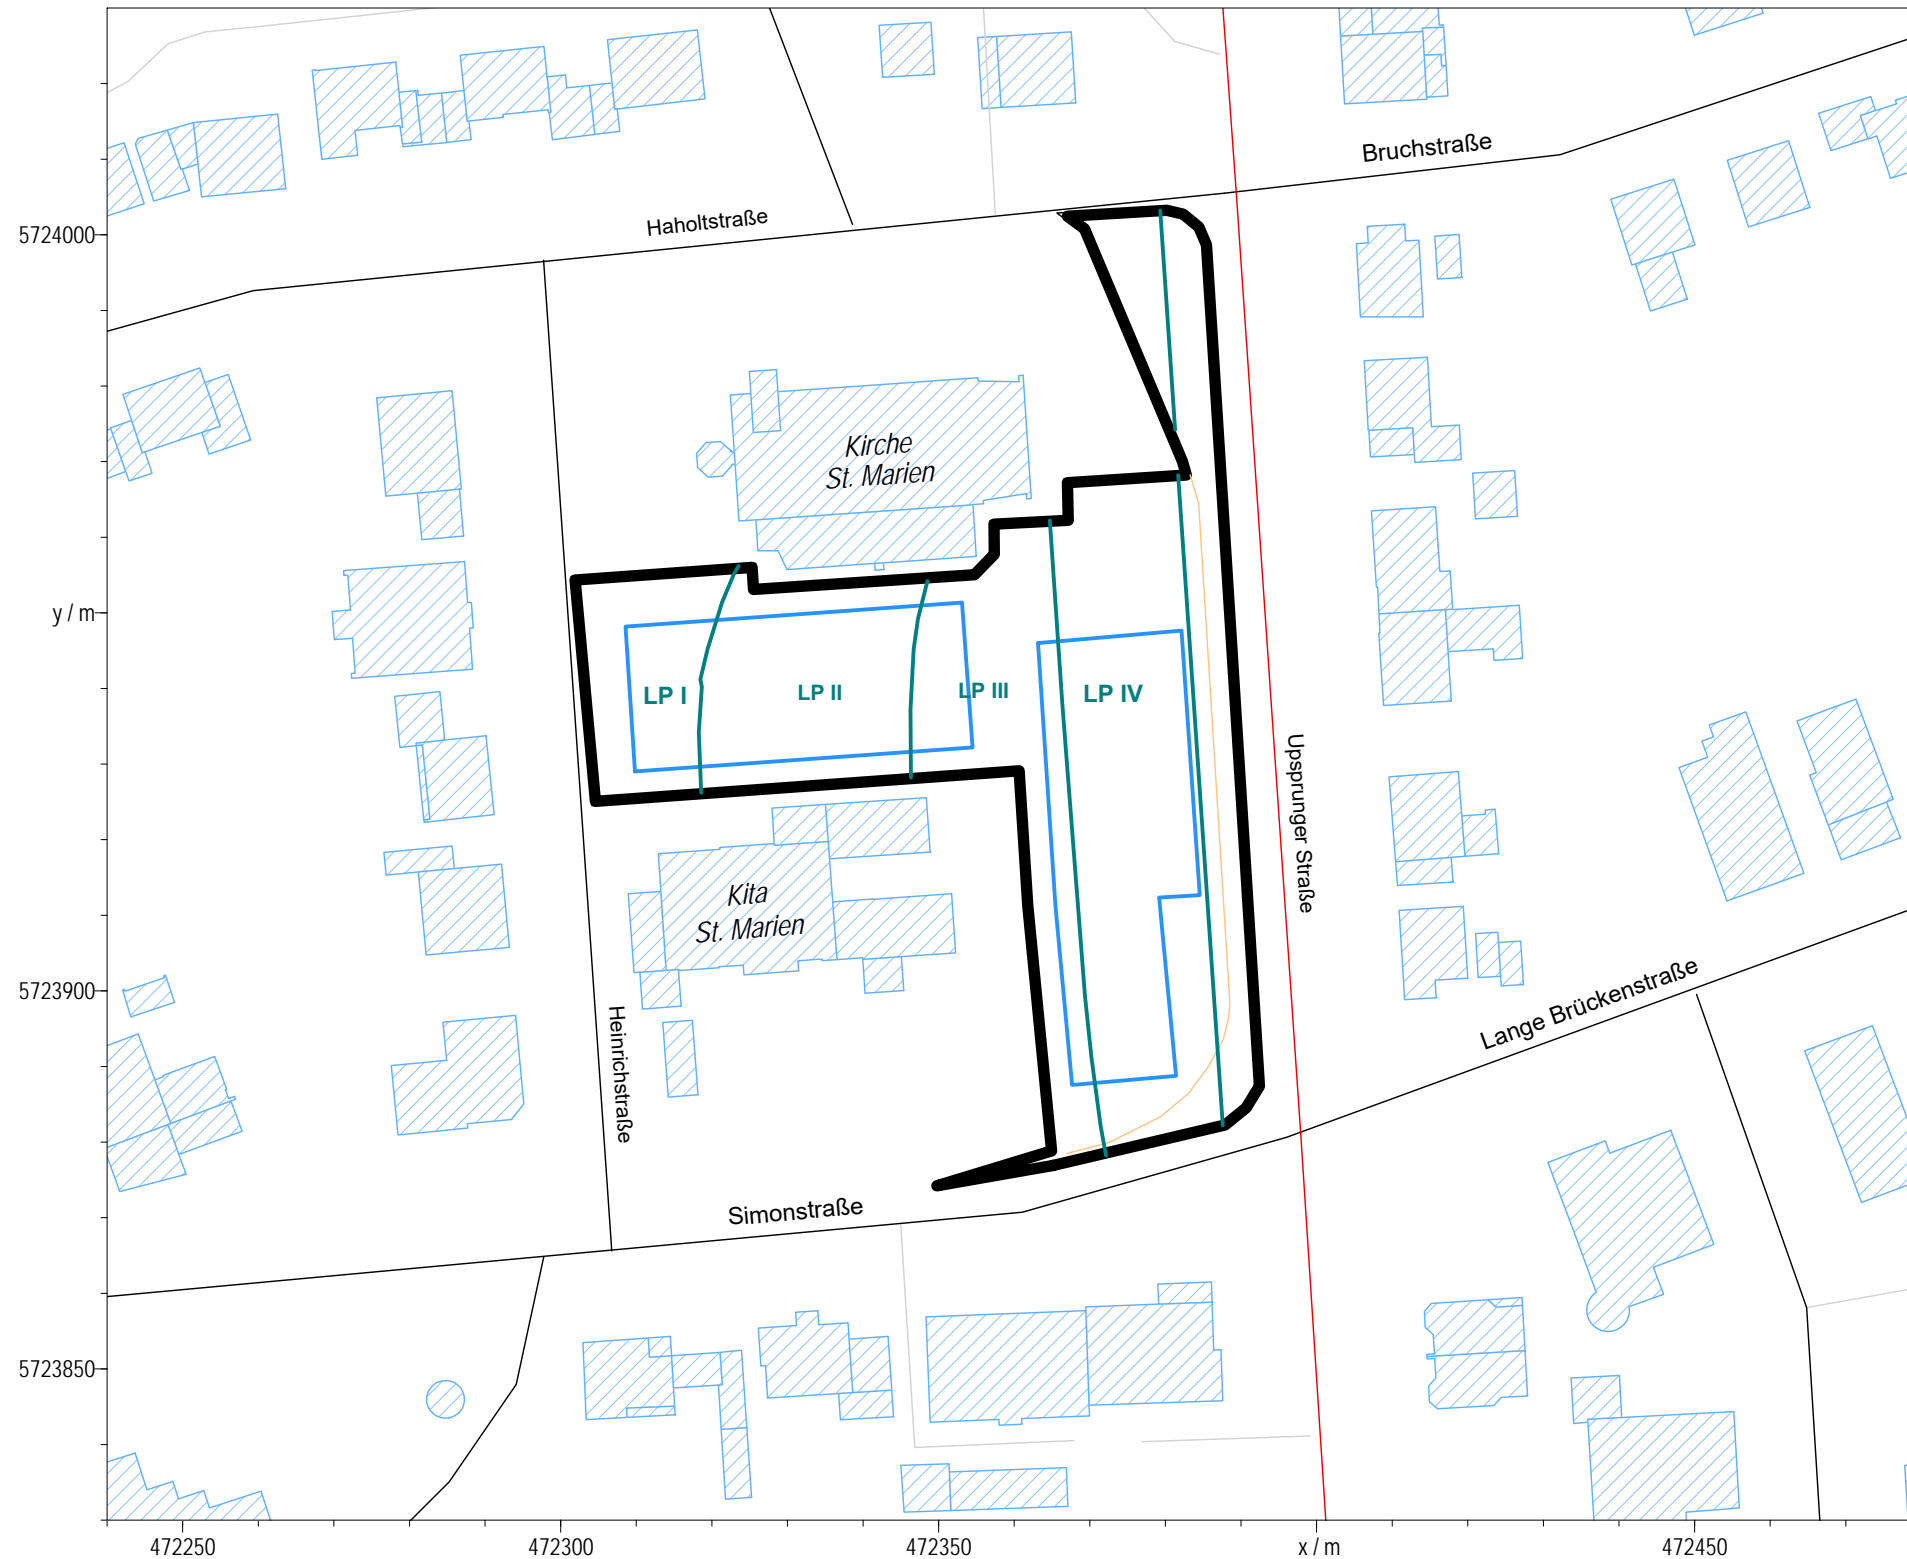 Bruchstraße
Haholtstraße
5724000
Kirche
St. Marien
y / m
LP I
LP II
LP III
LP IV
Upsprunger Straße
Kita
St. Marien
5723900
Lange Brückenstraße
Heinrichstraße
Simonstraße
5723850
472250
472300
472350
x / m
472450